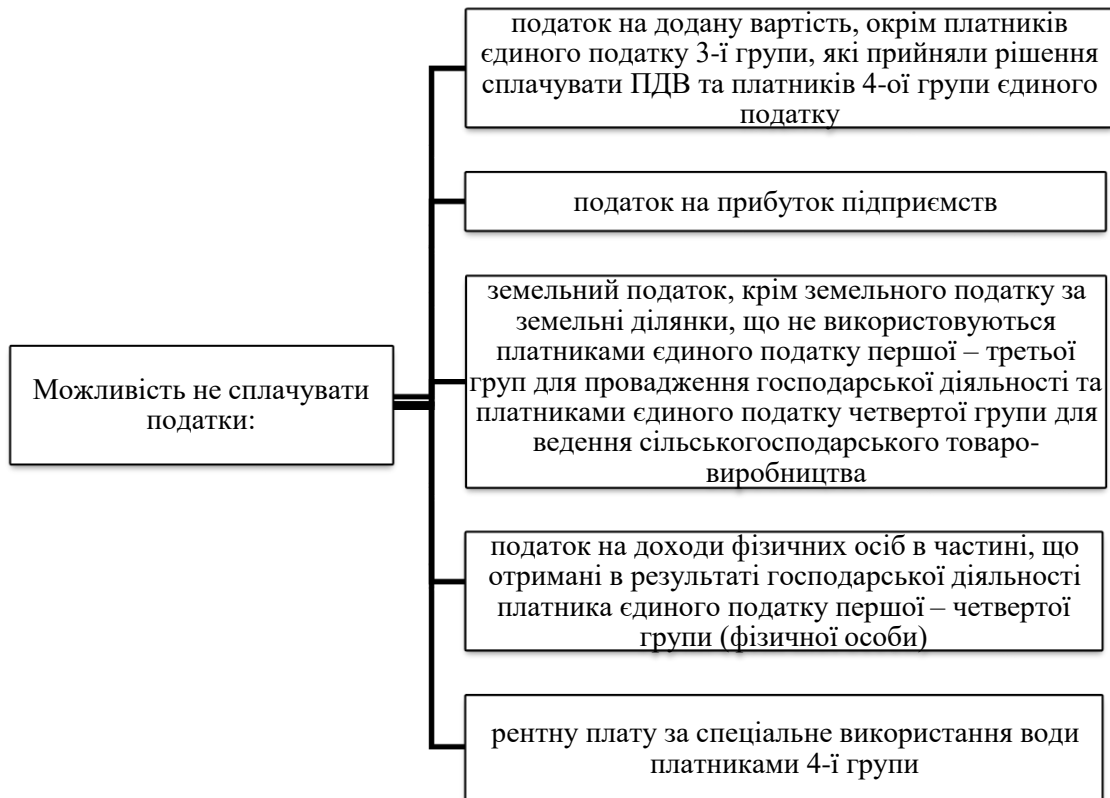 Можливість не сплачувати
податки:
податок на додану вартість, окрім платників
єдиного податку 3-ї групи, які прийняли рішення
сплачувати ПДВ та платників 4-ої групи єдиного
податку
податок на прибуток підприємств
земельний податок, крім земельного податку за
земельні ділянки, що не використовуються
платниками єдиного податку першої – третьої
груп для провадження господарської діяльності та
платниками єдиного податку четвертої групи для
ведення сільськогосподарського товаро-
виробництва
податок на доходи фізичних осіб в частині, що
отримані в результаті господарської діяльності
платника єдиного податку першої – четвертої
групи (фізичної особи)
рентну плату за спеціальне використання води
платниками 4-ї групи